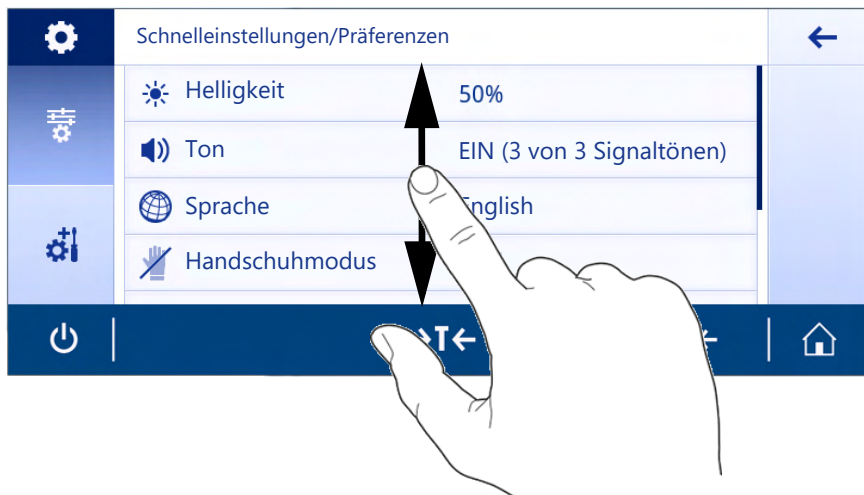 Schnelleinstellungen/Präferenzen
Helligkeit 50%
Ton EIN (3 von 3 Signaltönen)
Sprache English
Handschuhmodus
T